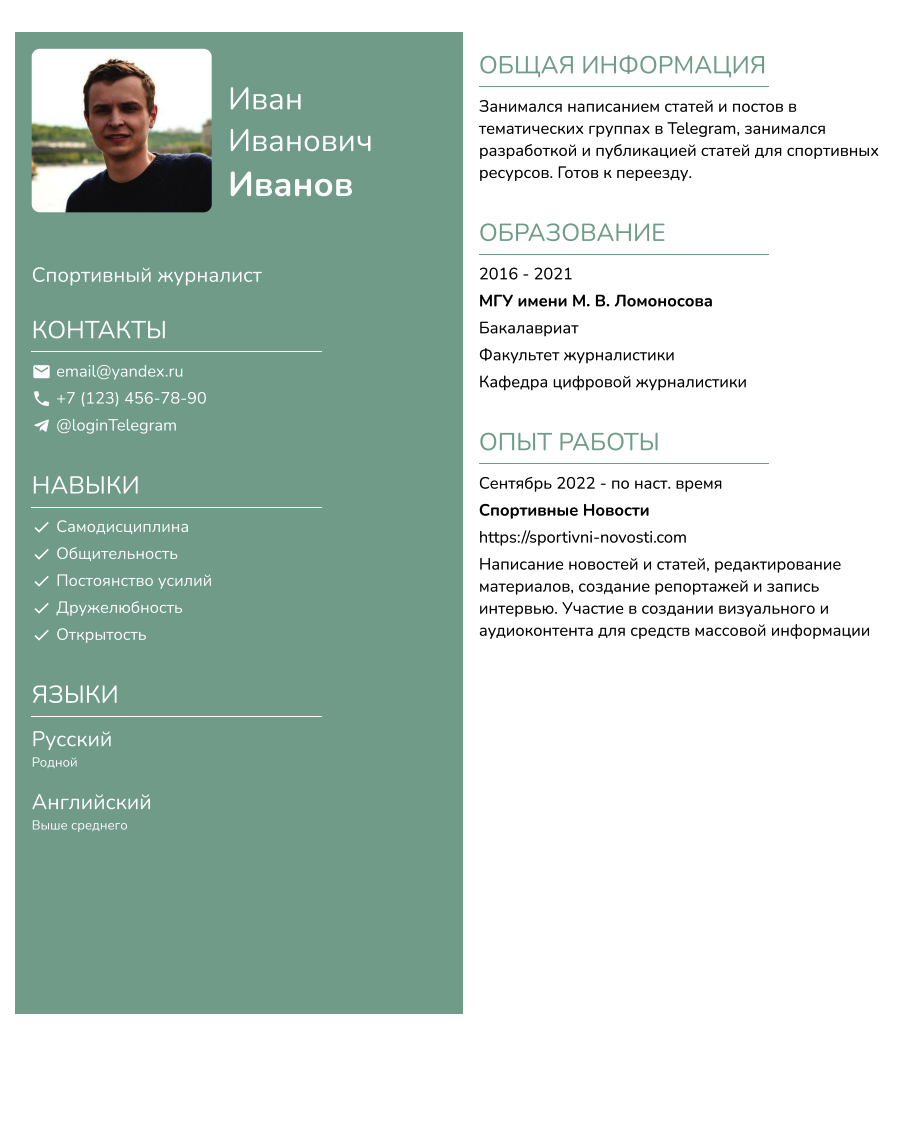 Иван
Иванович
Иванов
Спортивный журналист
КОНТАКТЫ
email@yandex.ru
+7 (123) 456-78-90
@loginTelegram
НАВЫКИ
Самодисциплина
Общительность
Постоянство усилий
Дружелюбность
Открытость
ЯЗЫКИ
Русский
Родной
Английский
Выше среднего
ОБЩАЯ ИНФОРМАЦИЯ
Занимался написанием статей и постов в
тематических группах в Telegram, занимался
разработкой и публикацией статей для спортивных
ресурсов. Готов к переезду.
ОБРАЗОВАНИЕ
2016 - 2021
МГУ имени М. В. Ломоносова
Бакалавриат
Факультет журналистики
Кафедра цифровой журналистики
ОПЫТ РАБОТЫ
Сентябрь 2022 - по наст. время
Спортивные Новости
https://sportivni-novosti.com
Написание новостей и статей, редактирование
материалов, создание репортажей и запись
интервью. Участие в создании визуального и
аудиоконтента для средств массовой информации